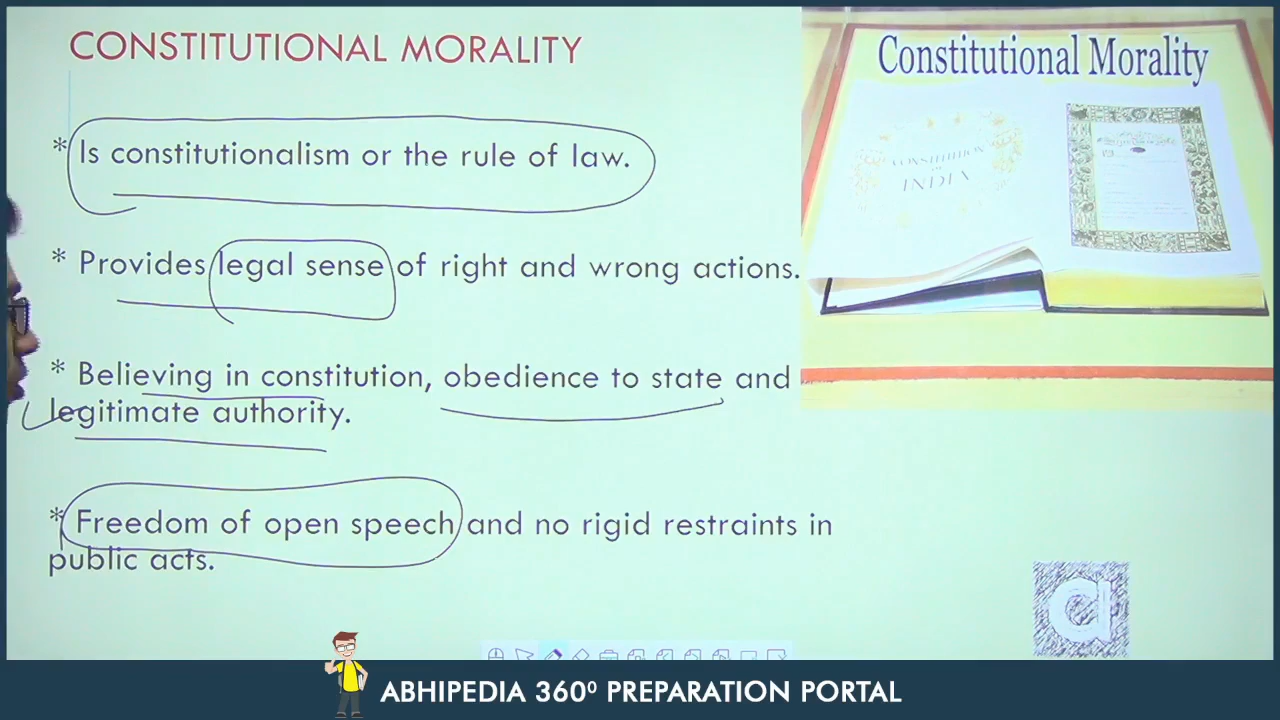 CONSTITUTIONAL MORALITY
* Is constitutionalism or the rule of law.
* Provides legal sense of right and wrong actions.
* Believing in constitution, obedience to state and
legitimate authority.
* Freedom of open speech and no rigid restraints in
public acts.
Constitutional Morality
CONSTITUTION
OF
INDIA
a
ABHIPEDIA 360⁰ PREPARATION PORTAL